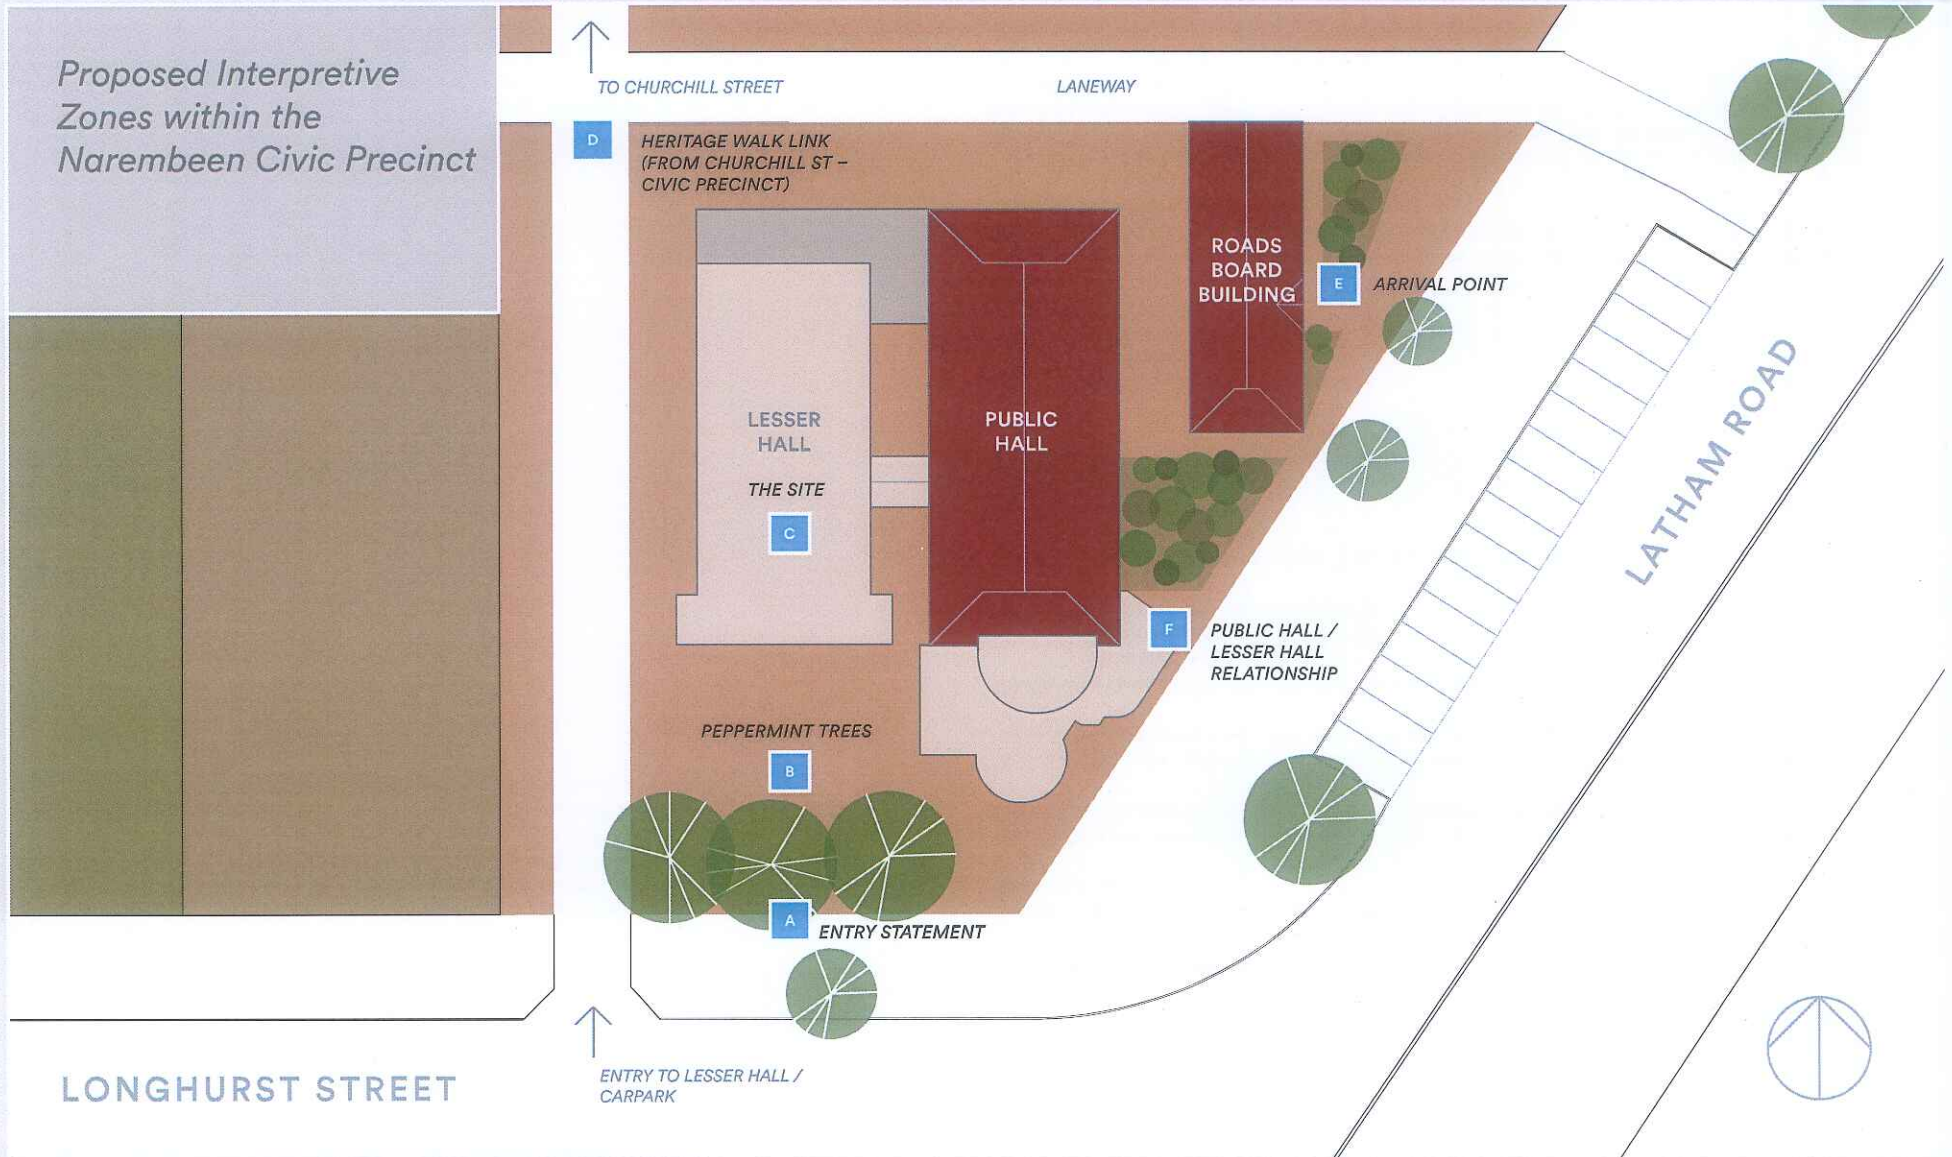 Proposed Interpretive
Zones within the
Narembeen Civic Precinct
TO CHURCHILL STREET
LANEWAY
D
HERITAGE WALK LINK
(FROM CHURCHILL ST –
CIVIC PRECINCT)
ROADS
BOARD
BUILDING
E
ARRIVAL POINT
LESSER
HALL
THE SITE
C
PUBLIC
HALL
LATHAM ROAD
F
PUBLIC HALL /
LESSER HALL
RELATIONSHIP
PEPPERMINT TREES
B
A
ENTRY STATEMENT
LONGHURST STREET
ENTRY TO LESSER HALL /
CARPARK